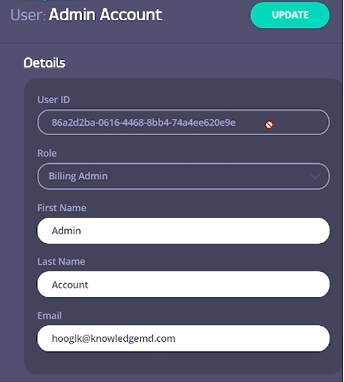 User: Admin Account
UPDATE
Details
User ID
86a2d2ba-0616-4468-8bb4-74a4ee620e9e
Role
Billing Admin
First Name
Admin
Last Name
Account
Email
hooglk@knowledgemd.com